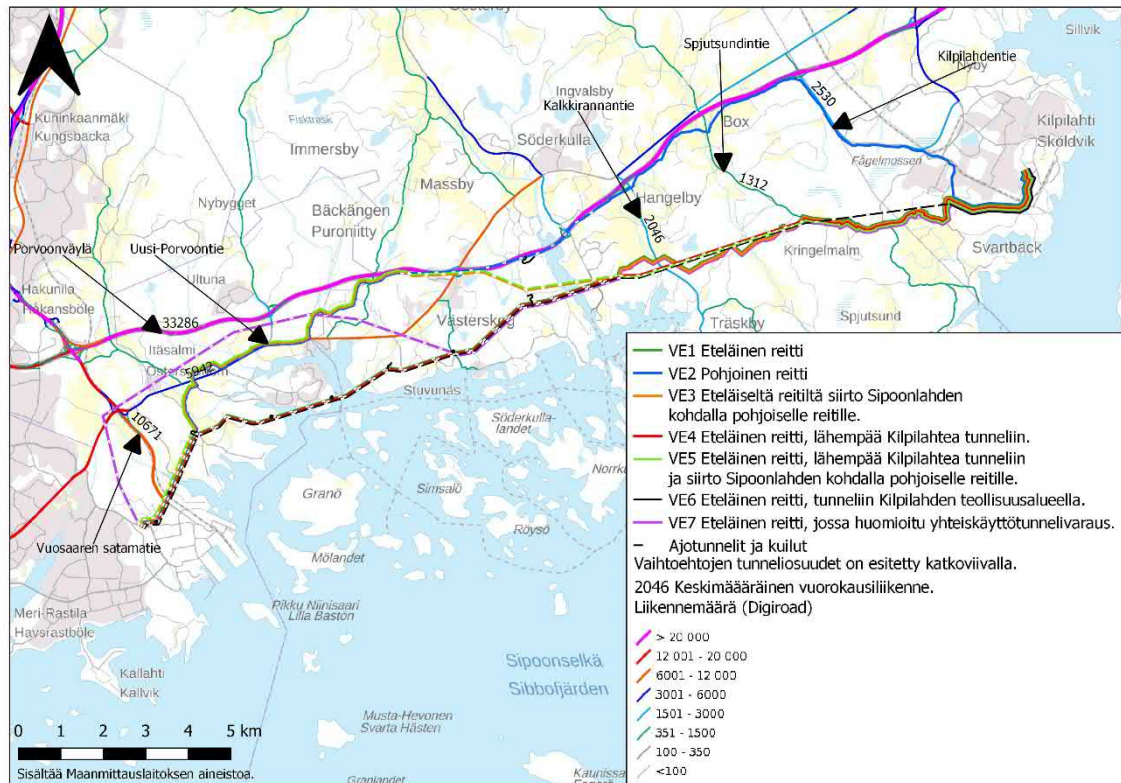 Österby
Sillvik
Spjutsundintie
Kilpilahdentie
Nyby
Ingvalsby
Kalkkirannantie
2530
Kuninkaanmäki
Kungsbacka
Fiskträsk
Box
Kilpilahti
Sköldvik
Söderkulla
Immersby
Fågelmossen
Massby
1312
Nybygget
Hangelby
Bäckängen
Puroniitty
2046
Porvoonväylä
Uusi-Porvoontie
Ultuna
Kringelmalm
Svartbäck
Hakunila
Håkansböle
33286
Västerskog
Träskby
Spjutsund
Itäsalmi
5942
Stuvunäs
10671
Söderkulla-
landet
Simsalö
Granö
Röysö
Mölandet
Vuosaaren satamatie
Pikku Niinisaari
Lilla Bastön
Meri-Rastila
Havsrastböle
Sipoonselkä
Sibbofjärden
Kallahti
Kallvik
Musta-Hevonen
Svarta Hästen
0 1 2 3 4 5 km
Sisältää Maanmittauslaitoksen aineistoa.
VE1 Eteläinen reitti
VE2 Pohjoinen reitti
VE3 Eteläiseltä reitiltä siirto Sipoonlahden
kohdalla pohjoiselle reitille.
VE4 Eteläinen reitti, lähempää Kilpilahtea tunneliin.
VE5 Eteläinen reitti, lähempää Kilpilahtea tunneliin
ja siirto Sipoonlahden kohdalla pohjoiselle reitille.
VE6 Eteläinen reitti, tunneliin Kilpilahden teollisuusalueella.
VE7 Eteläinen reitti, jossa huomioitu yhteiskäyttötunnelivaraus.
Ajotunnelit ja kuilut
Vaihtoehtojen tunneliosuudet on esitetty katkoviivalla.
2046 Keskimäääräinen vuorokausiliikenne.
Liikennemäärä (Digiroad)
> 20 000
12 001 - 20 000
6001 - 12 000
3001 - 6000
1501 - 3000
351 - 1500
100 - 350
<100